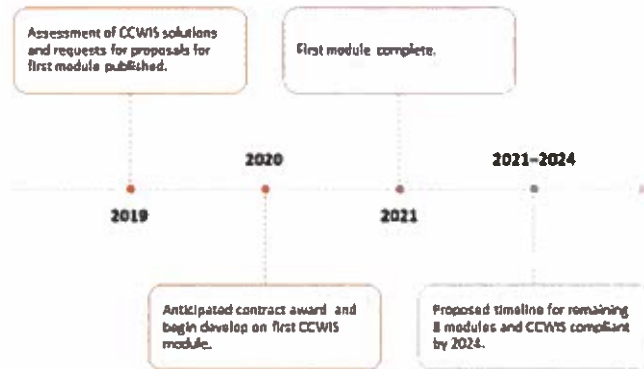 Assessment of CCWIS solutions
and requests for proposals for
first module published.
First module complete.
2020
2021–2024
2019
2021
Anticipated contract award and
begin develop on first CCWIS
module.
Proposed timeline for remaining
8 modules and CCWIS compliant
by 2024.